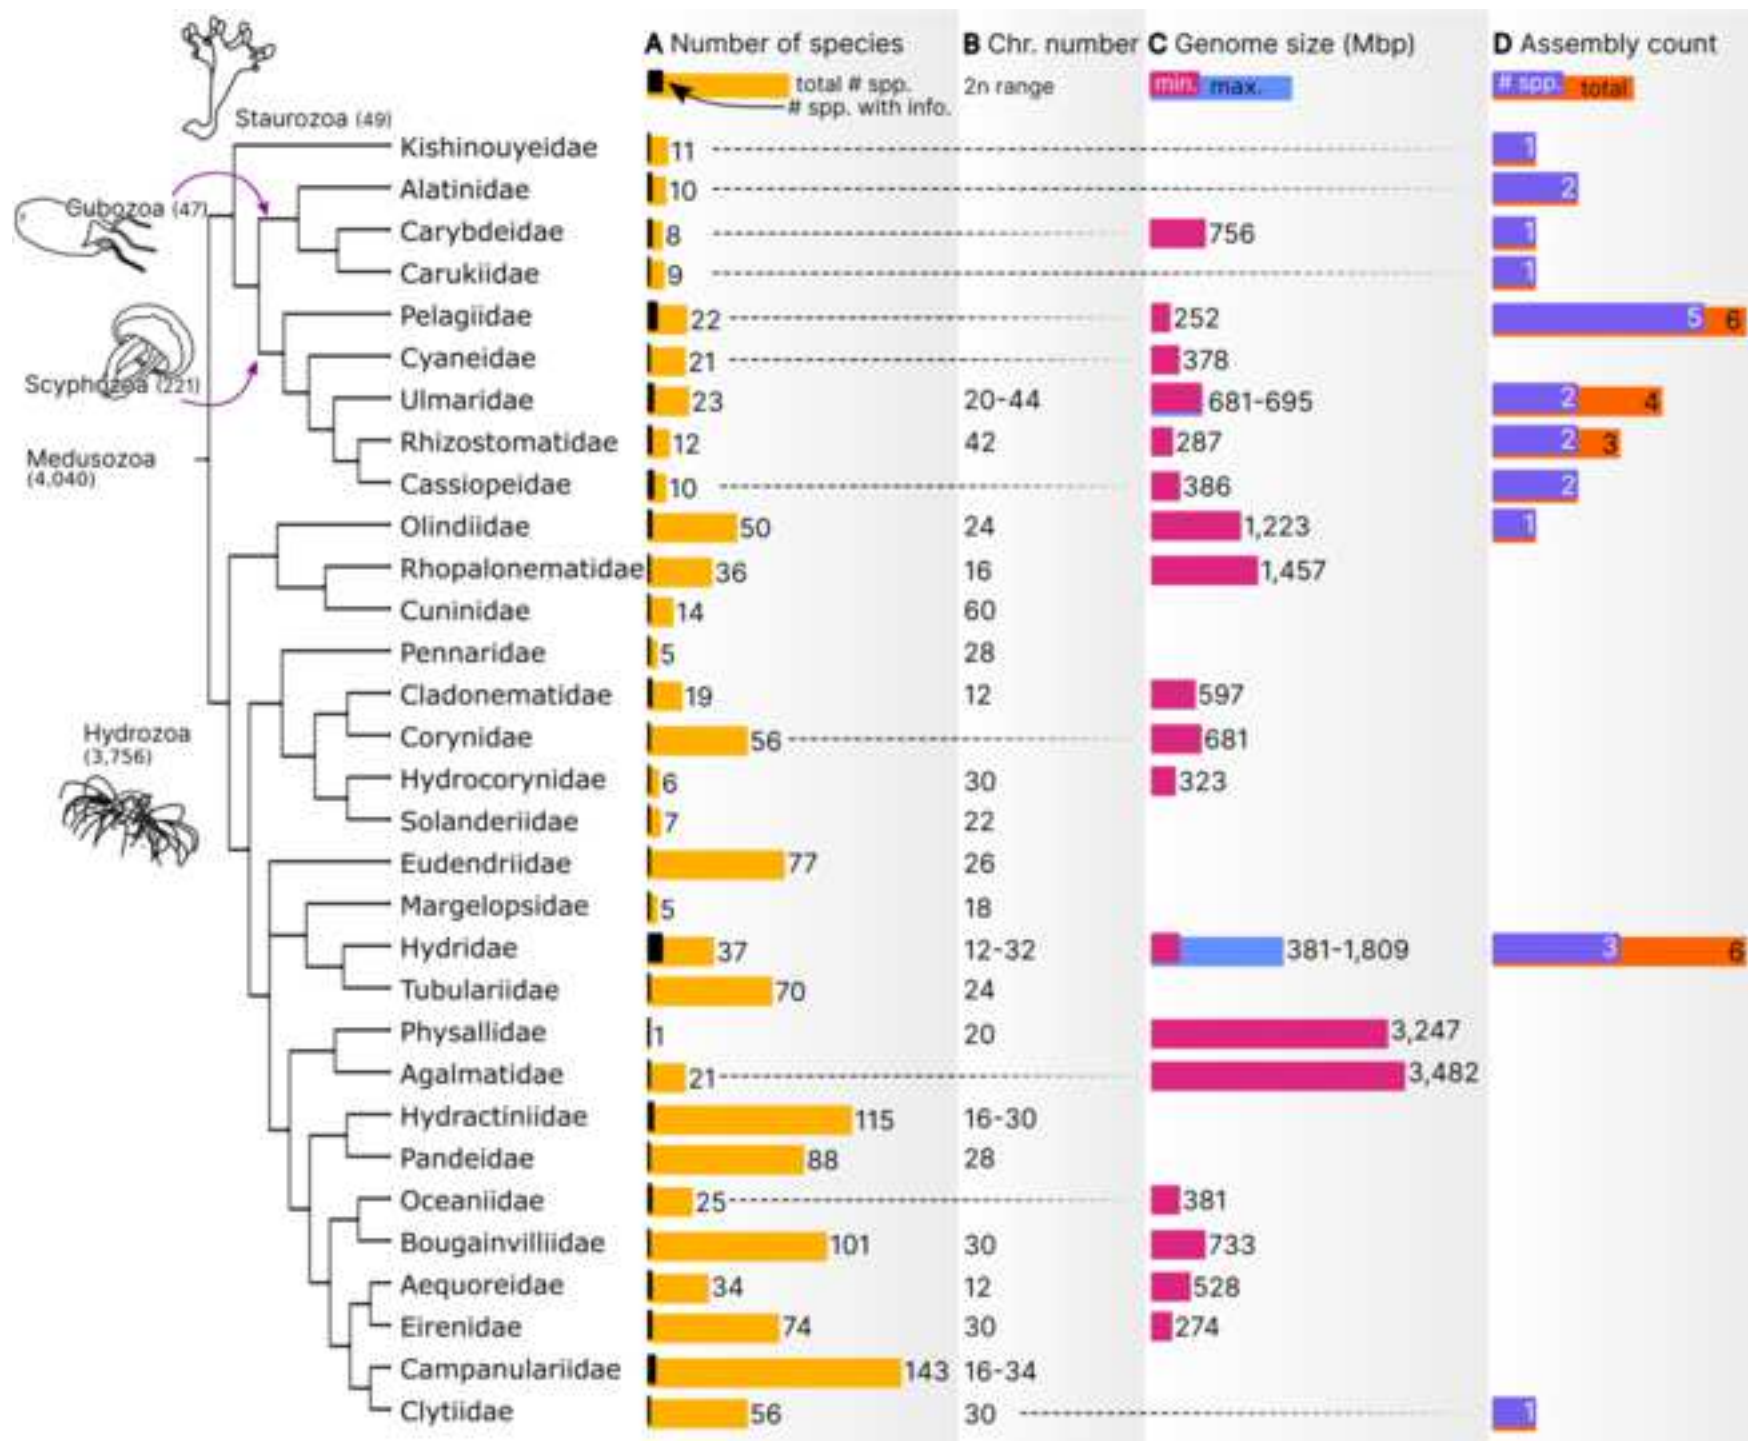 A Number of species B Chr. number C Genome size (Mbp) D Assembly count
total # spp. 2n range min. max. # spp. total
# spp. with info.
Staurozoa (49)
Kishinouyeidae 11 1
Alatinidae 10 2
Cubozoa (47)
Carybdeidae 8 756 1
Carukiidae 9 1
Pelagiidae 22 252 5 6
Cyaneidae 21 378
Scyphozoa (221)
Ulmaridae 23 20-44 681-695 2 4
Rhizostomatidae 12 42 287 2 3
Medusozoa
(4,040)
Cassiopeidae 10 386 2
Olindiidae 50 24 1,223 1
Rhopalonematidae 36 16 1,457
Cuninidae 14 60
Pennaridae 5 28
Cladonematidae 19 12 597
Hydrozoa
(3,756)
Corynidae 56 681
Hydrocorynidae 6 30 323
Solanderiidae 7 22
Eudendriidae 77 26
Margelopsidae 5 18
Hydridae 37 12-32 381-1,809 3 6
Tubulariidae 70 24
Physallidae 1 20 3,247
Agalmatidae 21 3,482
Hydractiniidae 115 16-30
Pandeidae 88 28
Oceaniidae 25 381
Bougainvilliidae 101 30 733
Aequoreidae 34 12 528
Eirenidae 74 30 274
Campanulariidae 143 16-34
Clytiidae 56 30 1